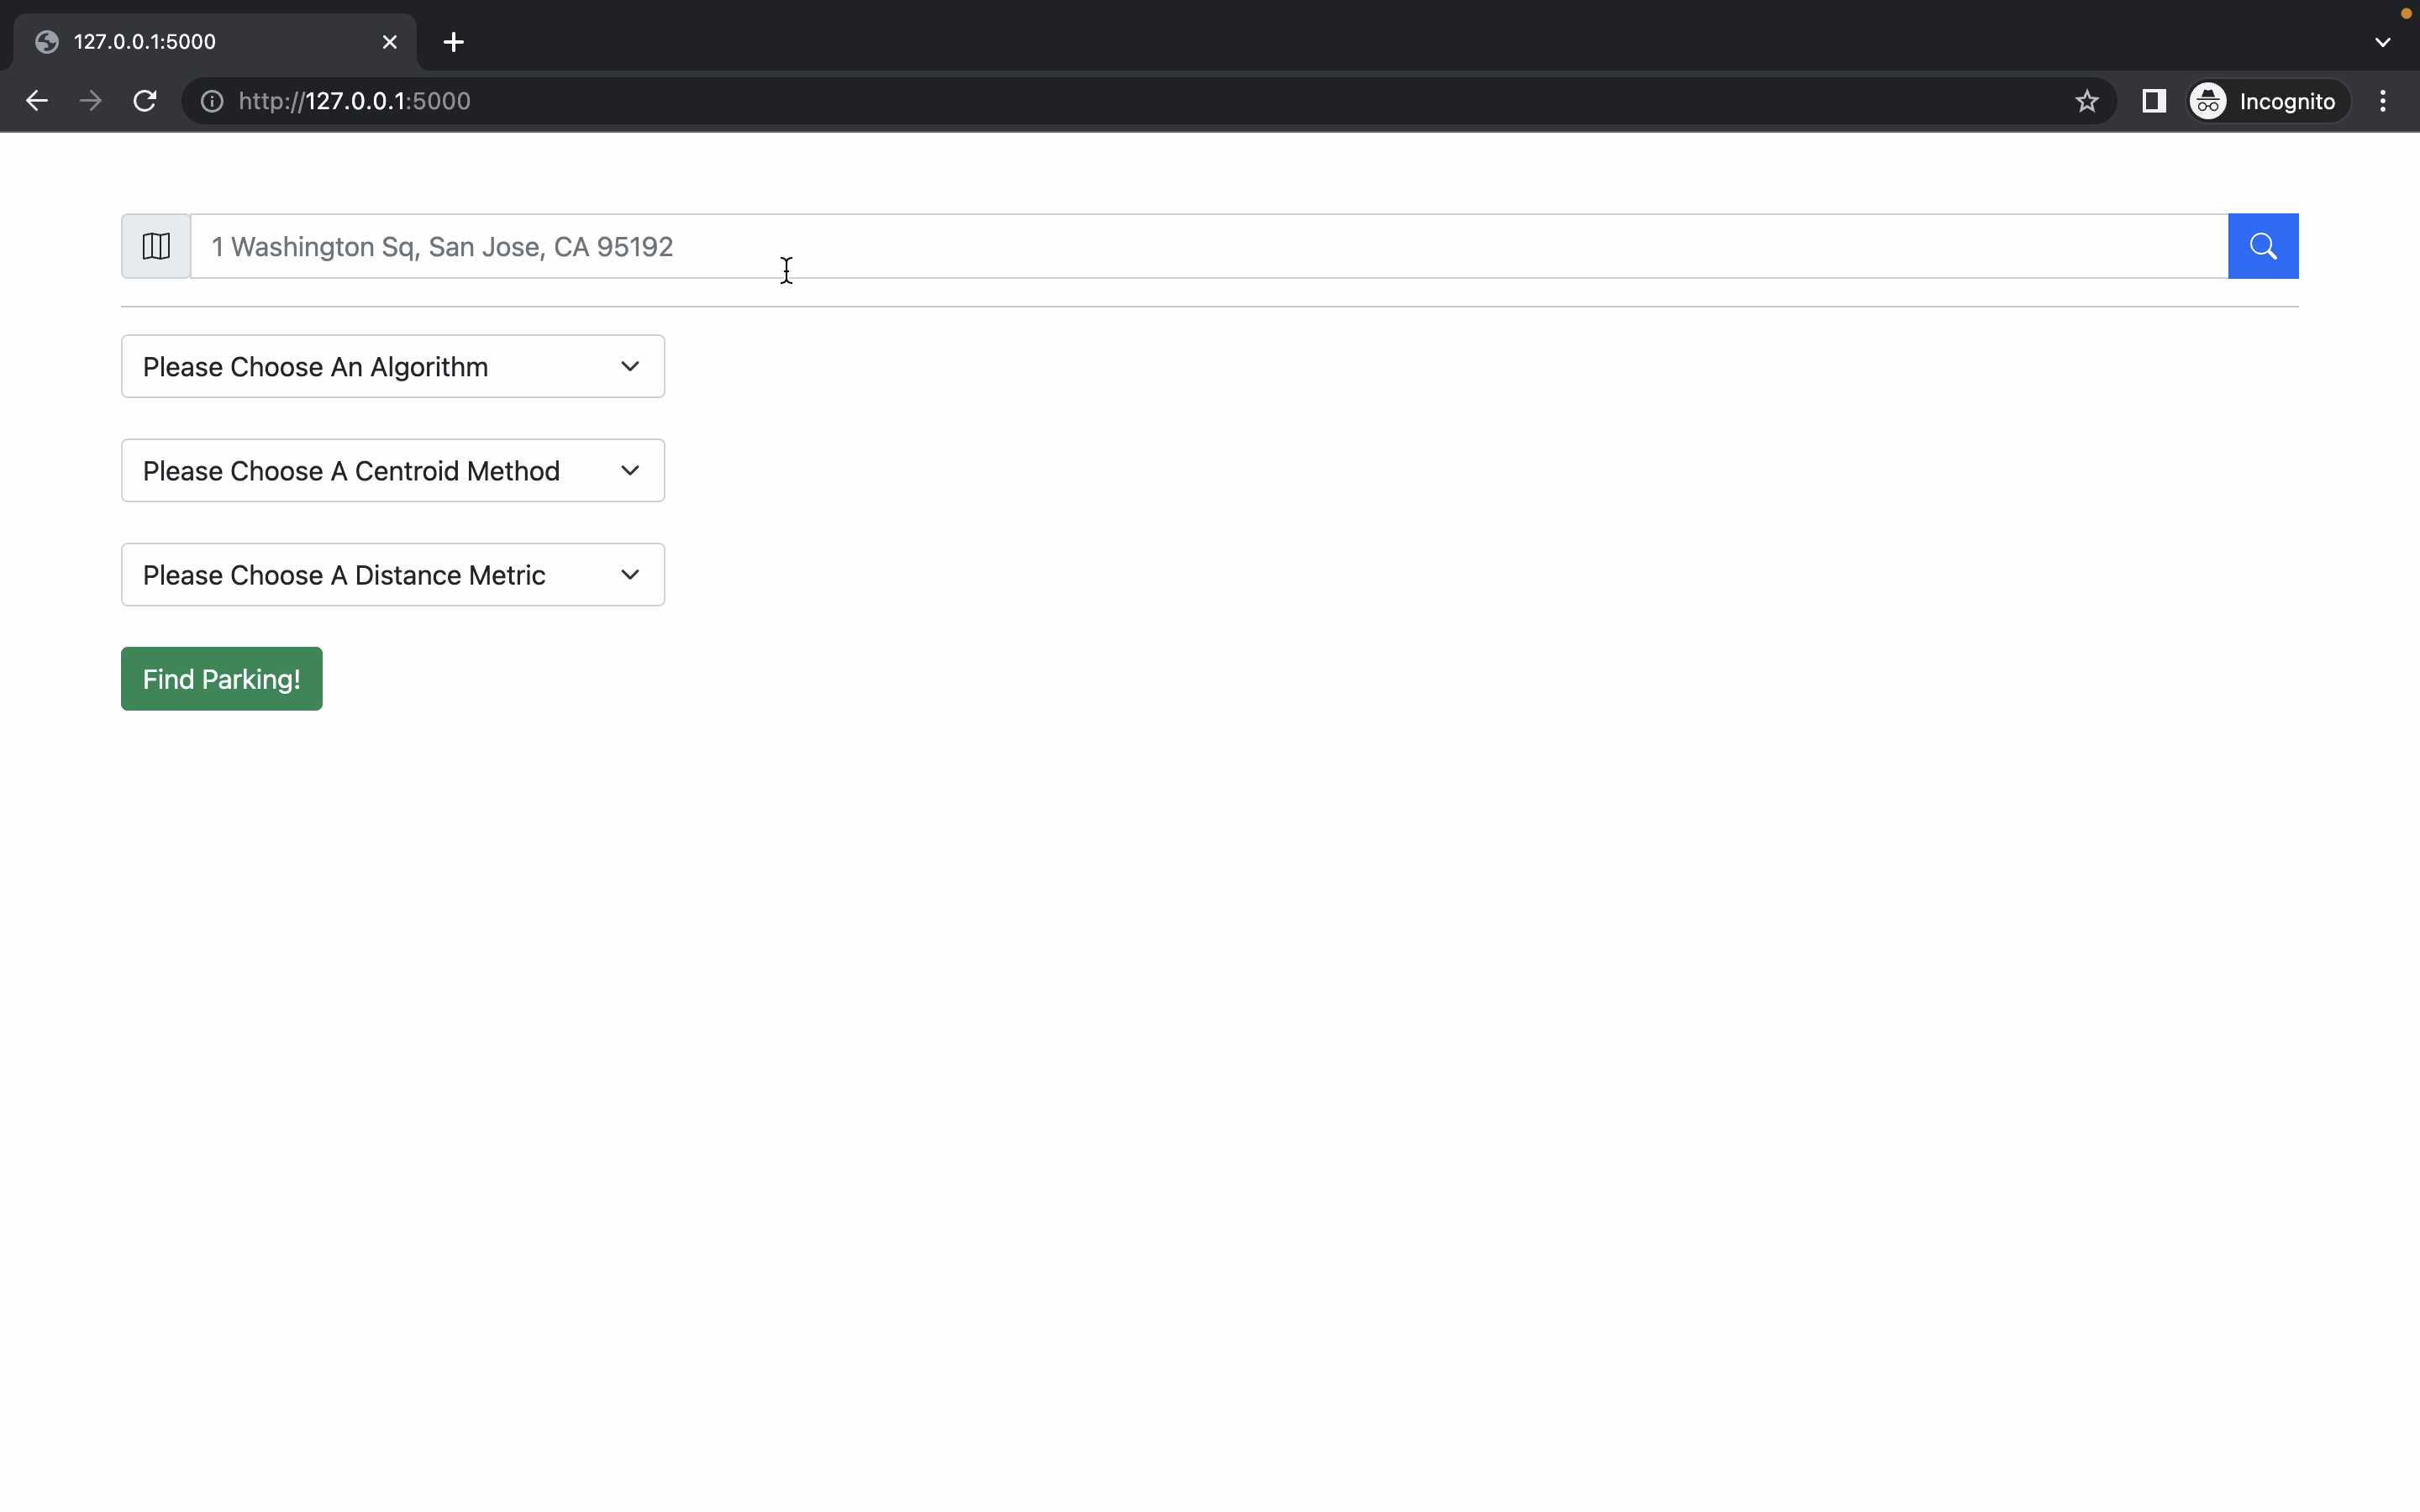 127.0.0.1:5000
http://127.0.0.1:5000
Incognito
1 Washington Sq, San Jose, CA 95192
Please Choose An Algorithm
Please Choose A Centroid Method
Please Choose A Distance Metric
Find Parking!